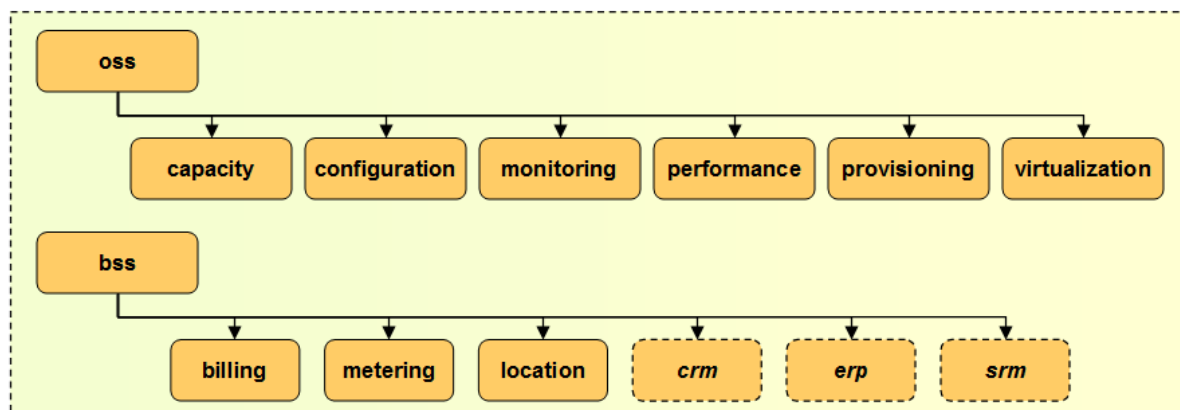 oss
capacity configuration monitoring performance provisioning virtualization
bss
billing metering location crm erp srm